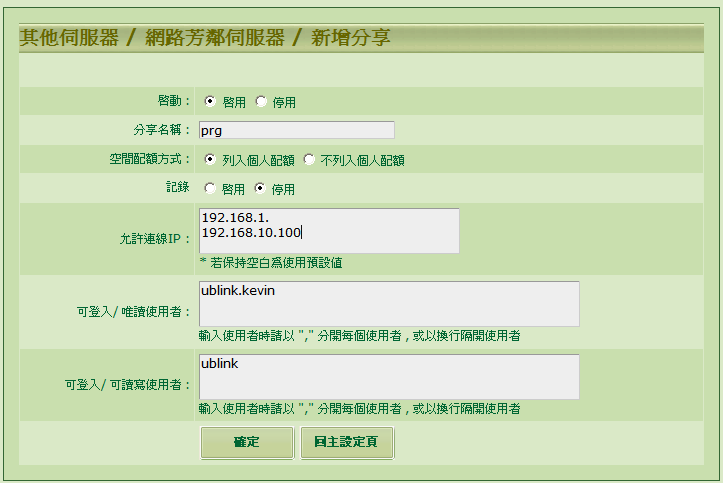 其他伺服器 / 網路芳鄰伺服器 / 新增分享
啓動： 啓用 停用
分享名稱： prg
空間配額方式： 列入個人配額 不列入個人配額
記錄 啓用 停用
允許連線IP：
192.168.1.
192.168.10.100
* 若保持空白爲使用預設值
可登入/ 唯讀使用者：
ublink.kevin
輸入使用者時請以 "," 分開每個使用者 , 或以換行隔開使用者
可登入/ 可讀寫使用者：
ublink
輸入使用者時請以 "," 分開每個使用者 , 或以換行隔開使用者
確定 回主設定頁